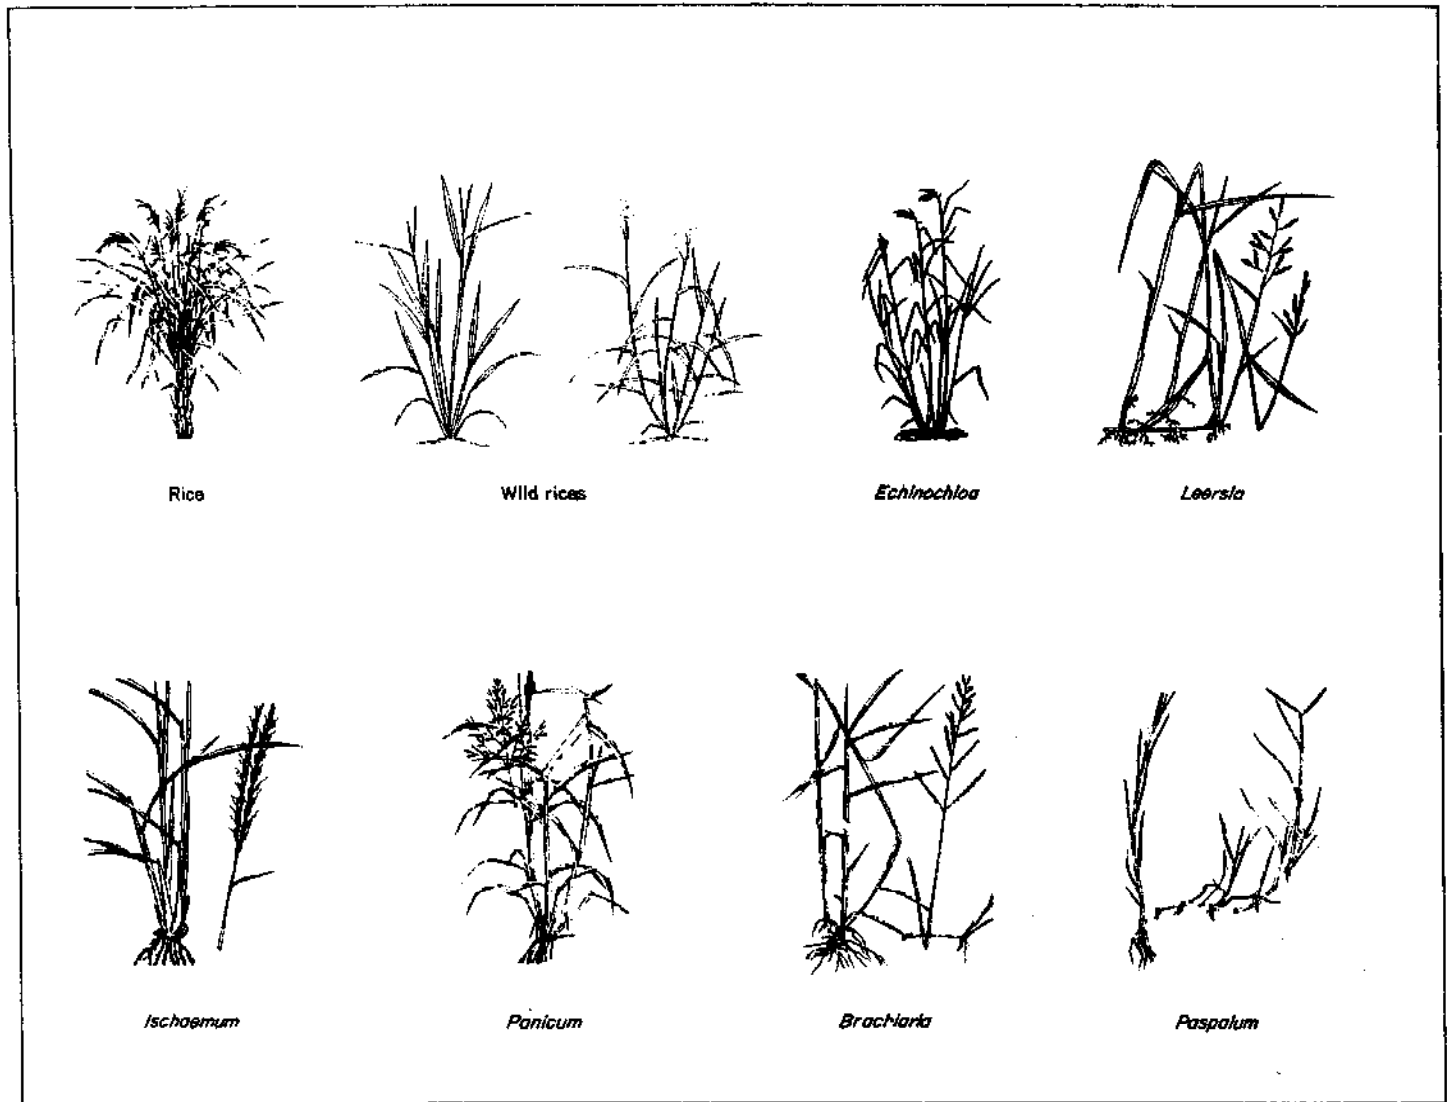 Rice
Wild rices
Echinochloa
Leersia
Ischaemum
Panicum
Brachiaria
Paspalum